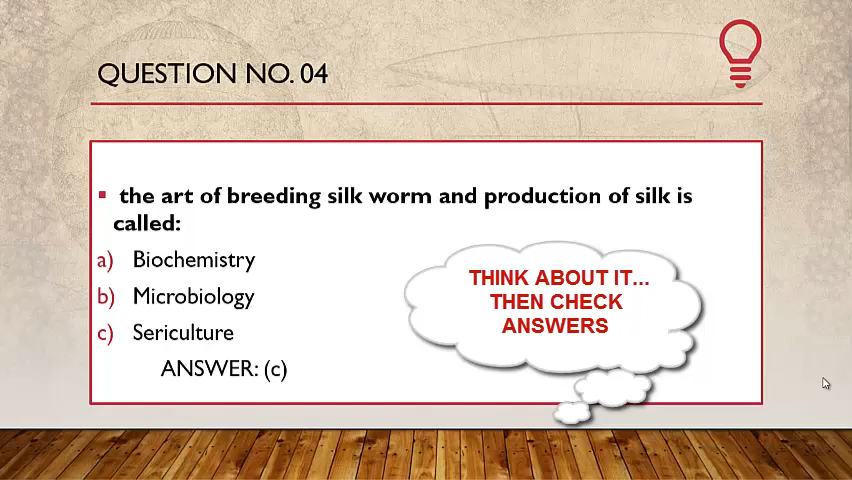 QUESTION NO. 04
▪ the art of breeding silk worm and production of silk is
called:
a) Biochemistry
b) Microbiology
c) Sericulture
ANSWER: (c)
THINK ABOUT IT...
THEN CHECK
ANSWERS